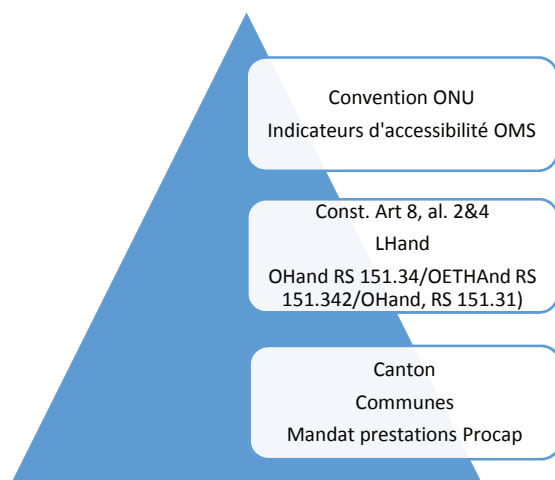 Convention ONU
Indicateurs d'accessibilité OMS
Const. Art 8, al. 2&4
LHand
OHand RS 151.34/OETHAnd RS
151.342/OHand, RS 151.31)
Canton
Communes
Mandat prestations Procap